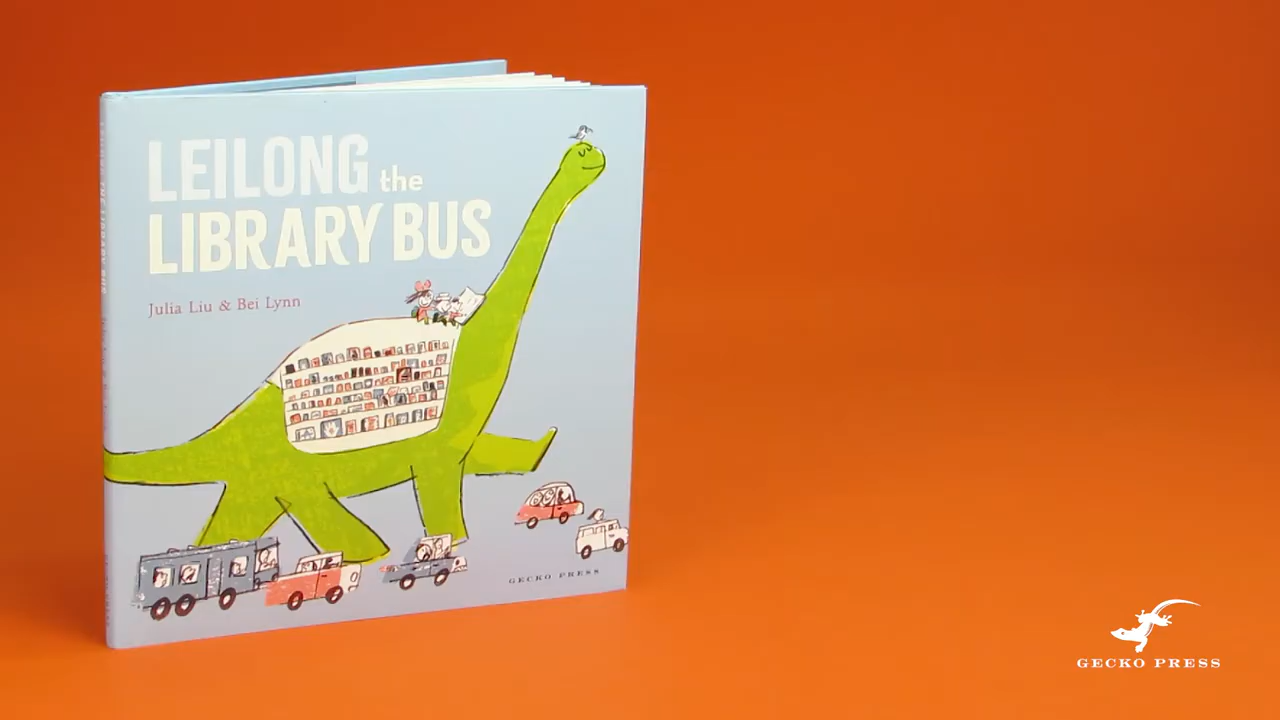 LEILONG the
LIBRARY BUS
Julia Liu & Bei Lynn
GECKO PRESS
GECKO PRESS